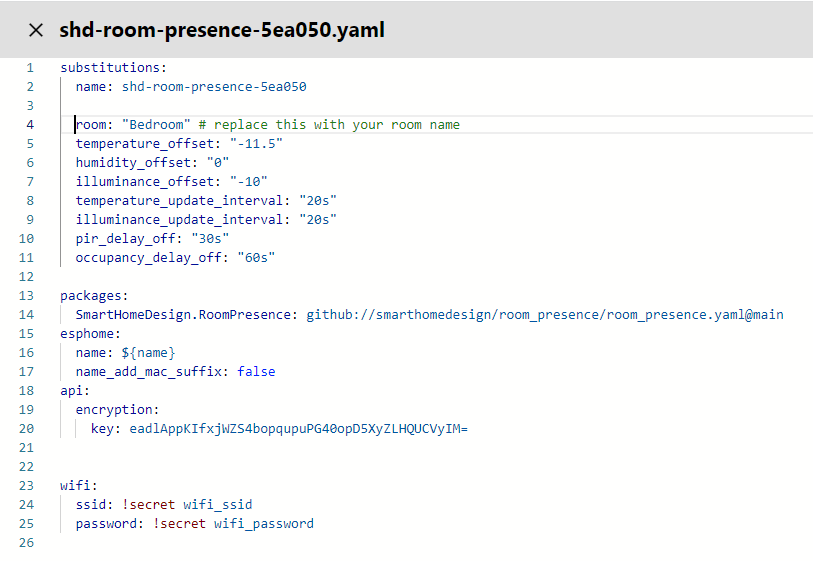 ✕ shd-room-presence-5ea050.yaml
1 substitutions:
2 name: shd-room-presence-5ea050
3
4 room: "Bedroom" # replace this with your room name
5 temperature_offset: "-11.5"
6 humidity_offset: "0"
7 illuminance_offset: "-10"
8 temperature_update_interval: "20s"
9 illuminance_update_interval: "20s"
10 pir_delay_off: "30s"
11 occupancy_delay_off: "60s"
12
13 packages:
14 SmartHomeDesign.RoomPresence: github://smarthomedesign/room_presence/room_presence.yaml@main
15 esphome:
16 name: ${name}
17 name_add_mac_suffix: false
18 api:
19 encryption:
20 key: eadlAppKIfxjWZS4bopqupuPG40opD5XyZLHQUCVyIM=
21
22
23 wifi:
24 ssid: !secret wifi_ssid
25 password: !secret wifi_password
26